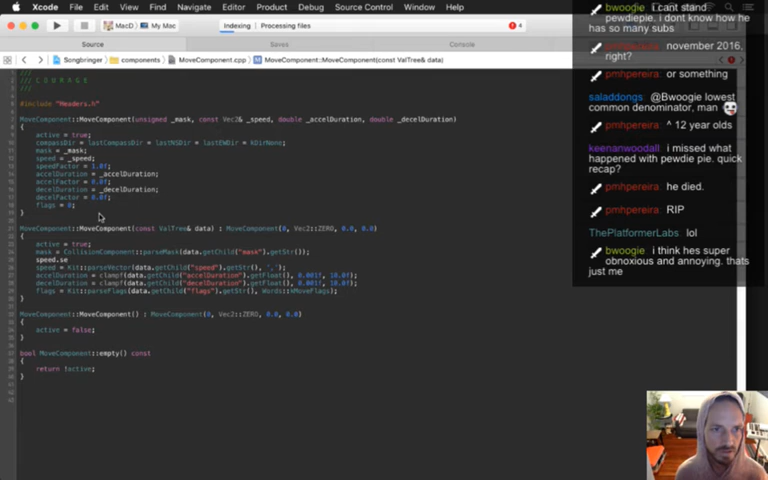 Xcode File Edit View Find Navigate Editor Product Debug Source Control Window Help
MacD My Mac
Indexing Processing files 4
Source Saves Console
Songbringer components MoveComponent.cpp MoveComponent::MoveComponent(const ValTree& data)
///
/// C O U R A G E
///
#include "Headers.h"
MoveComponent::MoveComponent(unsigned _mask, const Vec2& _speed, double _accelDuration, double _decelDuration)
{
active = true;
compassDir = lastCompassDir = lastNSDir = lastEWDir = kDirNone;
mask = _mask;
speed = _speed;
speedFactor = 1.0f;
accelDuration = _accelDuration;
accelFactor = 0.0f;
decelDuration = _decelDuration;
decelFactor = 0.0f;
flags = 0;
}
MoveComponent::MoveComponent(const ValTree& data) : MoveComponent(0, Vec2::ZERO, 0.0, 0.0)
{
active = true;
mask = CollisionComponent::parseMask(data.getChild("mask").getStr());
speed.se
speed = Kit::parseVector(data.getChild("speed").getStr(), ',');
accelDuration = clampf(data.getChild("accelDuration").getFloat(), 0.001f, 10.0f);
decelDuration = clampf(data.getChild("decelDuration").getFloat(), 0.001f, 10.0f);
flags = Kit::parseFlags(data.getChild("flags").getStr(), Words::kMoveFlags);
}
MoveComponent::MoveComponent() : MoveComponent(0, Vec2::ZERO, 0.0, 0.0)
{
active = false;
}
bool MoveComponent::empty() const
{
return !active;
}
bwoogie i cant stand
pewdiepie. i dont know how he
has so many subs
november 2016,
right?
pmhpereira: or something
saladdongs @Bwoogie lowest
common denominator, man
pmhpereira: ^ 12 year olds
keenanwoodall i missed what
happened with pewdie pie. quick
recap?
pmhpereira: he died.
pmhpereira: RIP
ThePlatformerLabs lol
bwoogie i think hes super
obnoxious and annoying. thats
just me